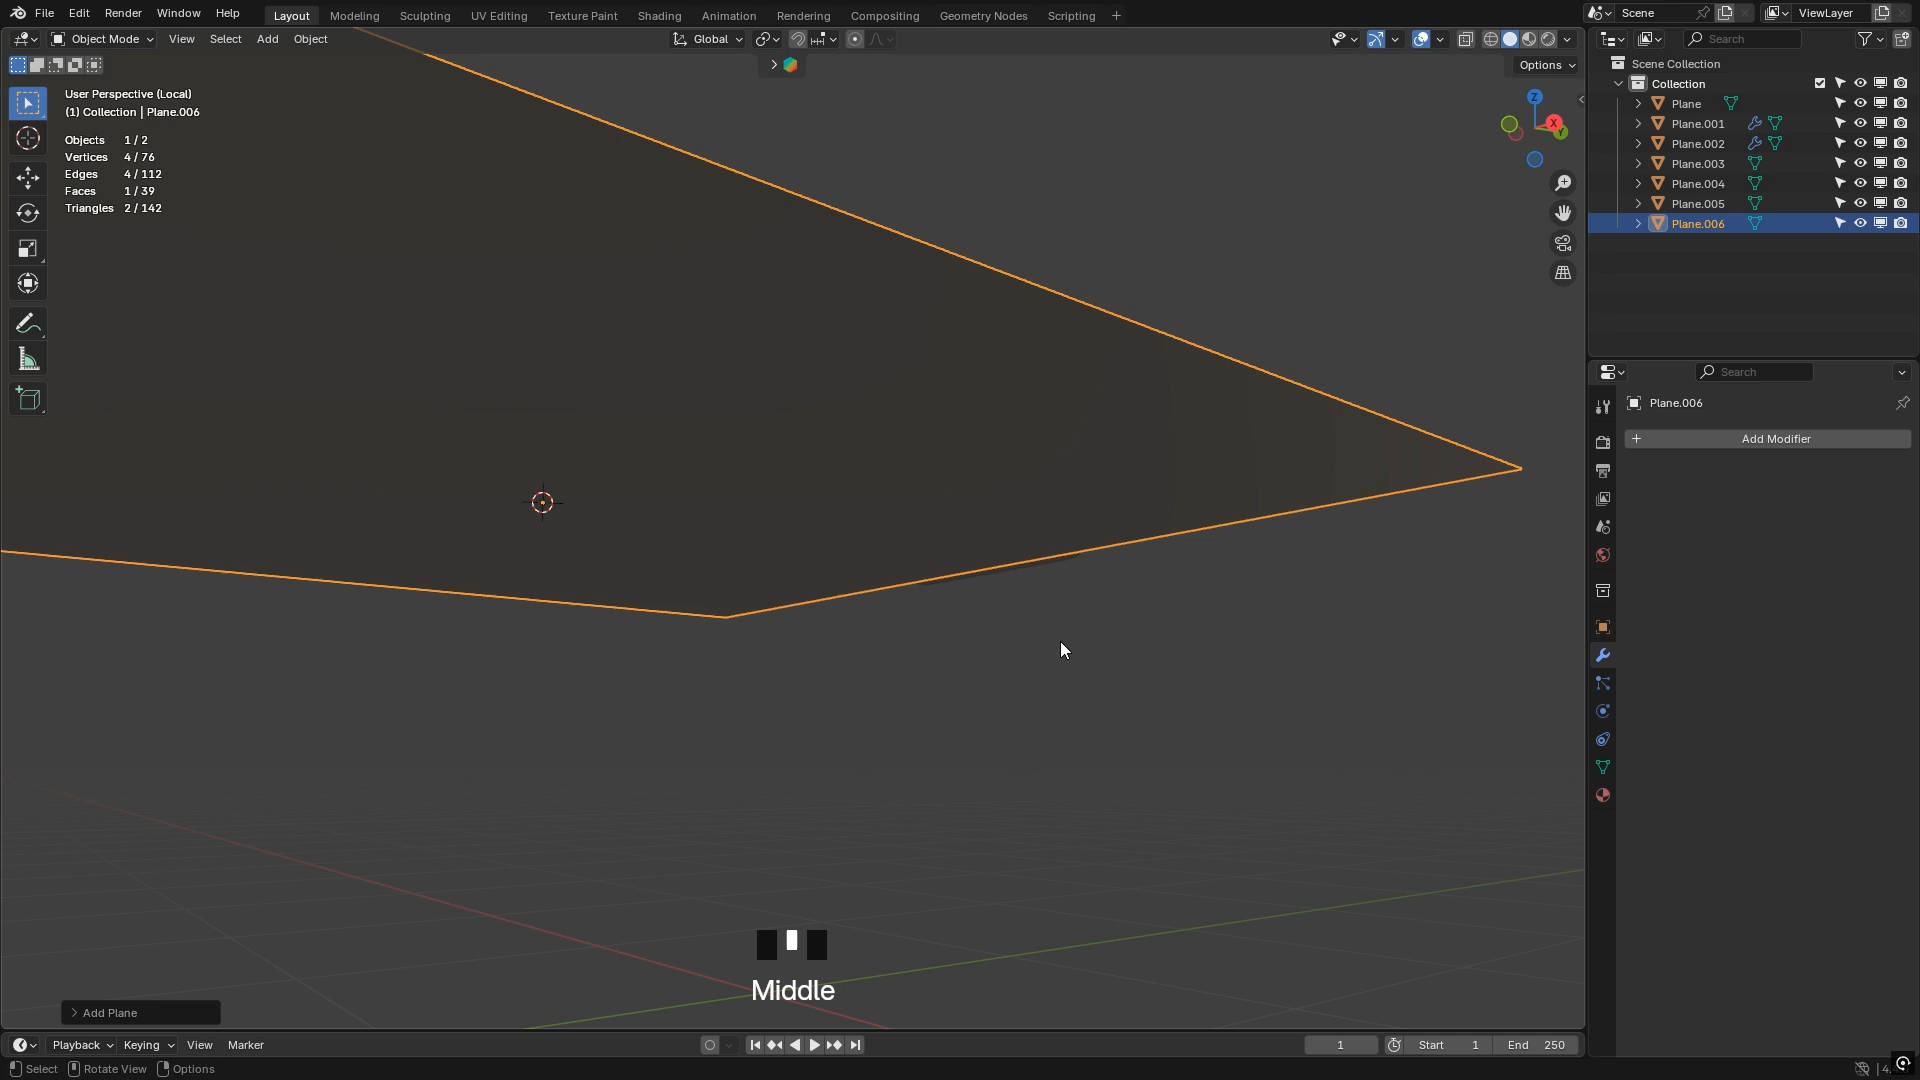 File Edit Render Window Help Layout Modeling Sculpting UV Editing Texture Paint Shading Animation Rendering Compositing Geometry Nodes Scripting + Scene ViewLayer
Object Mode View Select Add Object Global Search
Options
User Perspective (Local)
(1) Collection | Plane.006
Objects 1 / 2
Vertices 4 / 76
Edges 4 / 112
Faces 1 / 39
Triangles 2 / 142
Z
X
Y
Scene Collection
Collection
Plane
Plane.001
Plane.002
Plane.003
Plane.004
Plane.005
Plane.006
Search
Plane.006
+ Add Modifier
Middle
Add Plane
Playback Keying View Marker 1 Start 1 End 250
Select Rotate View Options